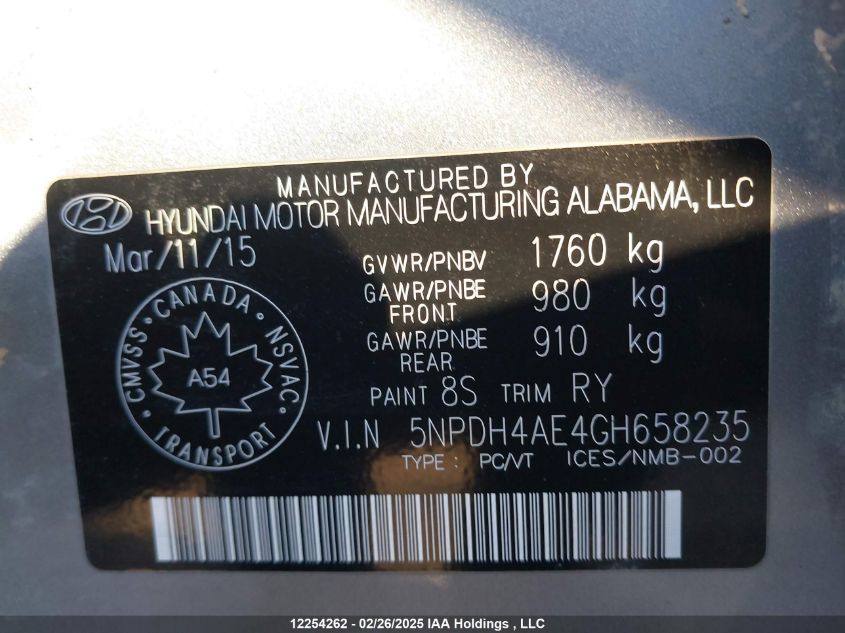 MANUFACTURED BY
HYUNDAI MOTOR MANUFACTURING ALABAMA, LLC
Mar/11/15
GVWR/PNBV 1760 kg
GAWR/PNBE FRONT 980 kg
GAWR/PNBE REAR 910 kg
PAINT 8S TRIM RY
V.I.N 5NPDH4AE4GH658235
TYPE : PC/VT ICES/NMB-002
CMVSS · CANADA · NSVAC · TRANSPORT ·
A54
12254262 - 02/26/2025 IAA Holdings , LLC